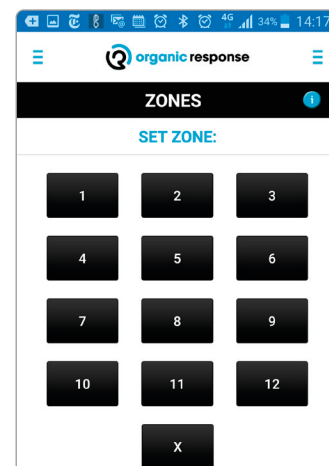 4G 34% 14:17
organic response
ZONES i
SET ZONE:
1 2 3
4 5 6
7 8 9
10 11 12
X